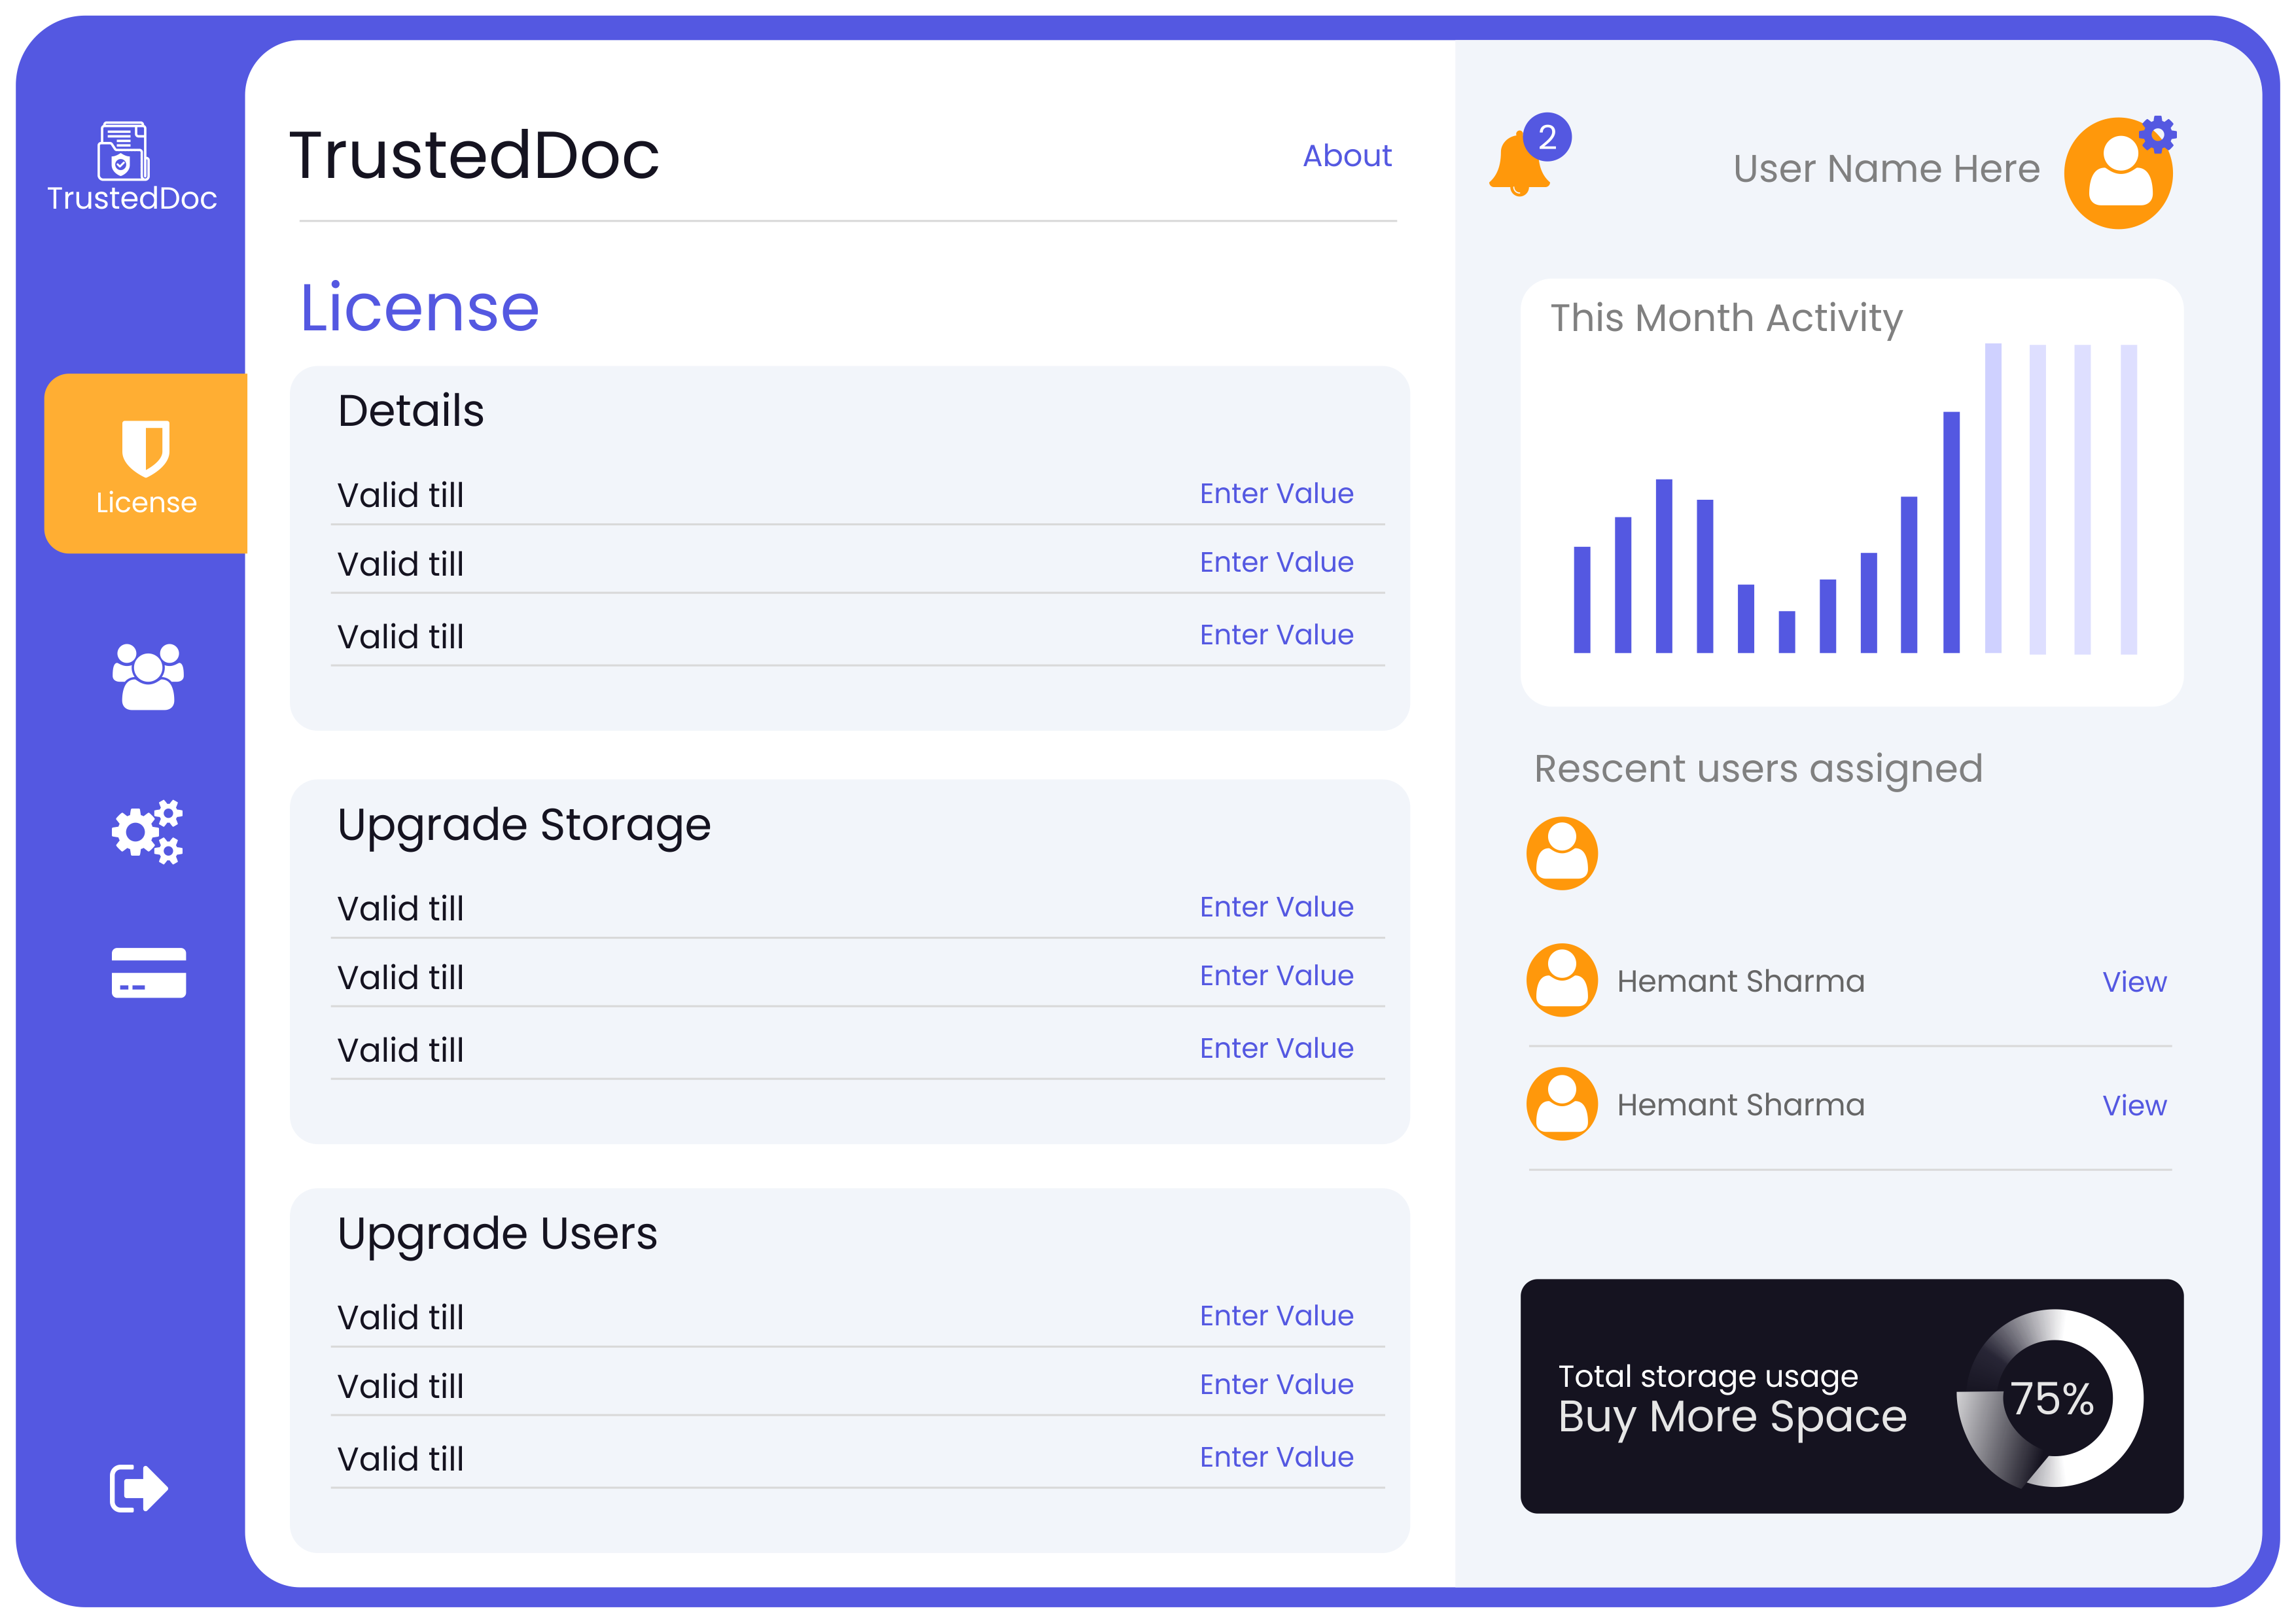 TrustedDoc
License
TrustedDoc
About
License
Details
Valid till
Enter Value
Valid till
Enter Value
Valid till
Enter Value
Upgrade Storage
Valid till
Enter Value
Valid till
Enter Value
Valid till
Enter Value
Upgrade Users
Valid till
Enter Value
Valid till
Enter Value
Valid till
Enter Value
2
User Name Here
This Month Activity
Rescent users assigned
Hemant Sharma
View
Hemant Sharma
View
Total storage usage
Buy More Space
75%